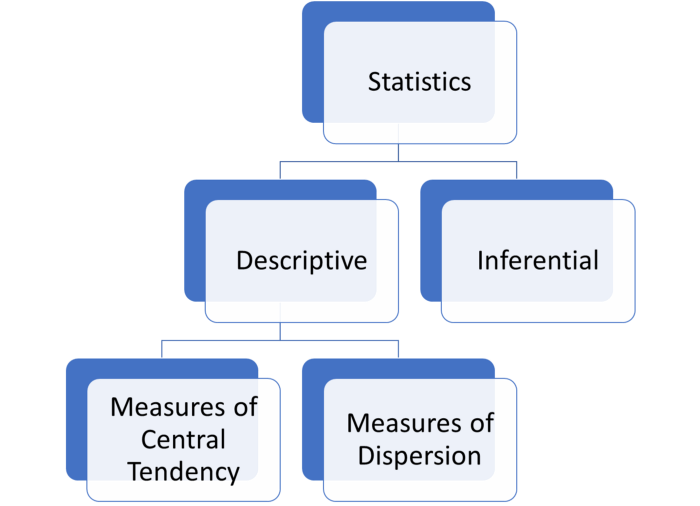 Statistics
Descriptive
Inferential
Measures of
Central
Tendency
Measures of
Dispersion